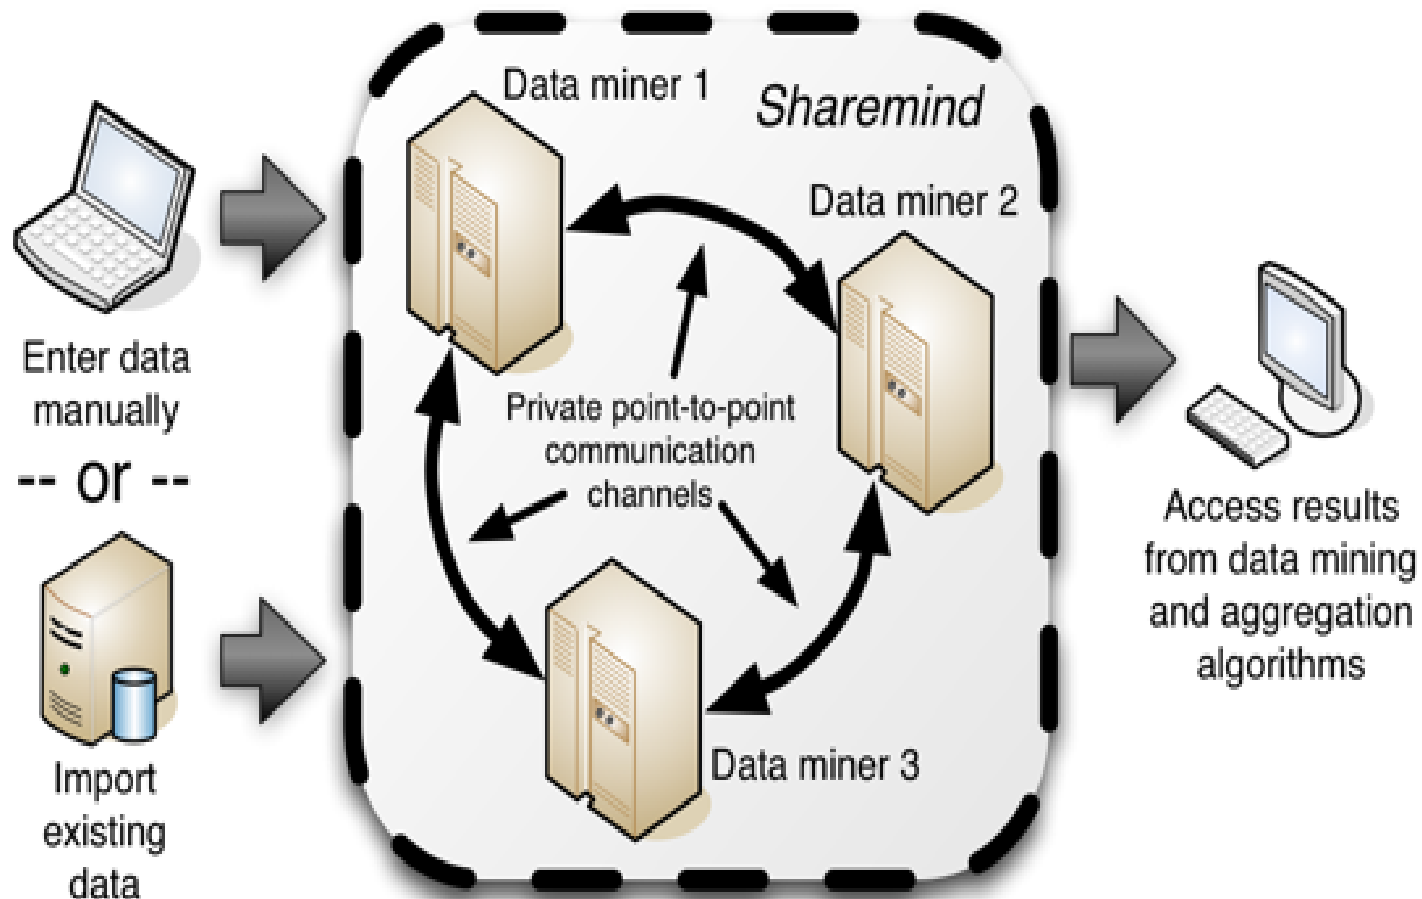 Data miner 1
Sharemind
Data miner 2
Enter data
manually
-- or --
Private point-to-point
communication
channels
Access results
from data mining
and aggregation
algorithms
Data miner 3
Import
existing
data